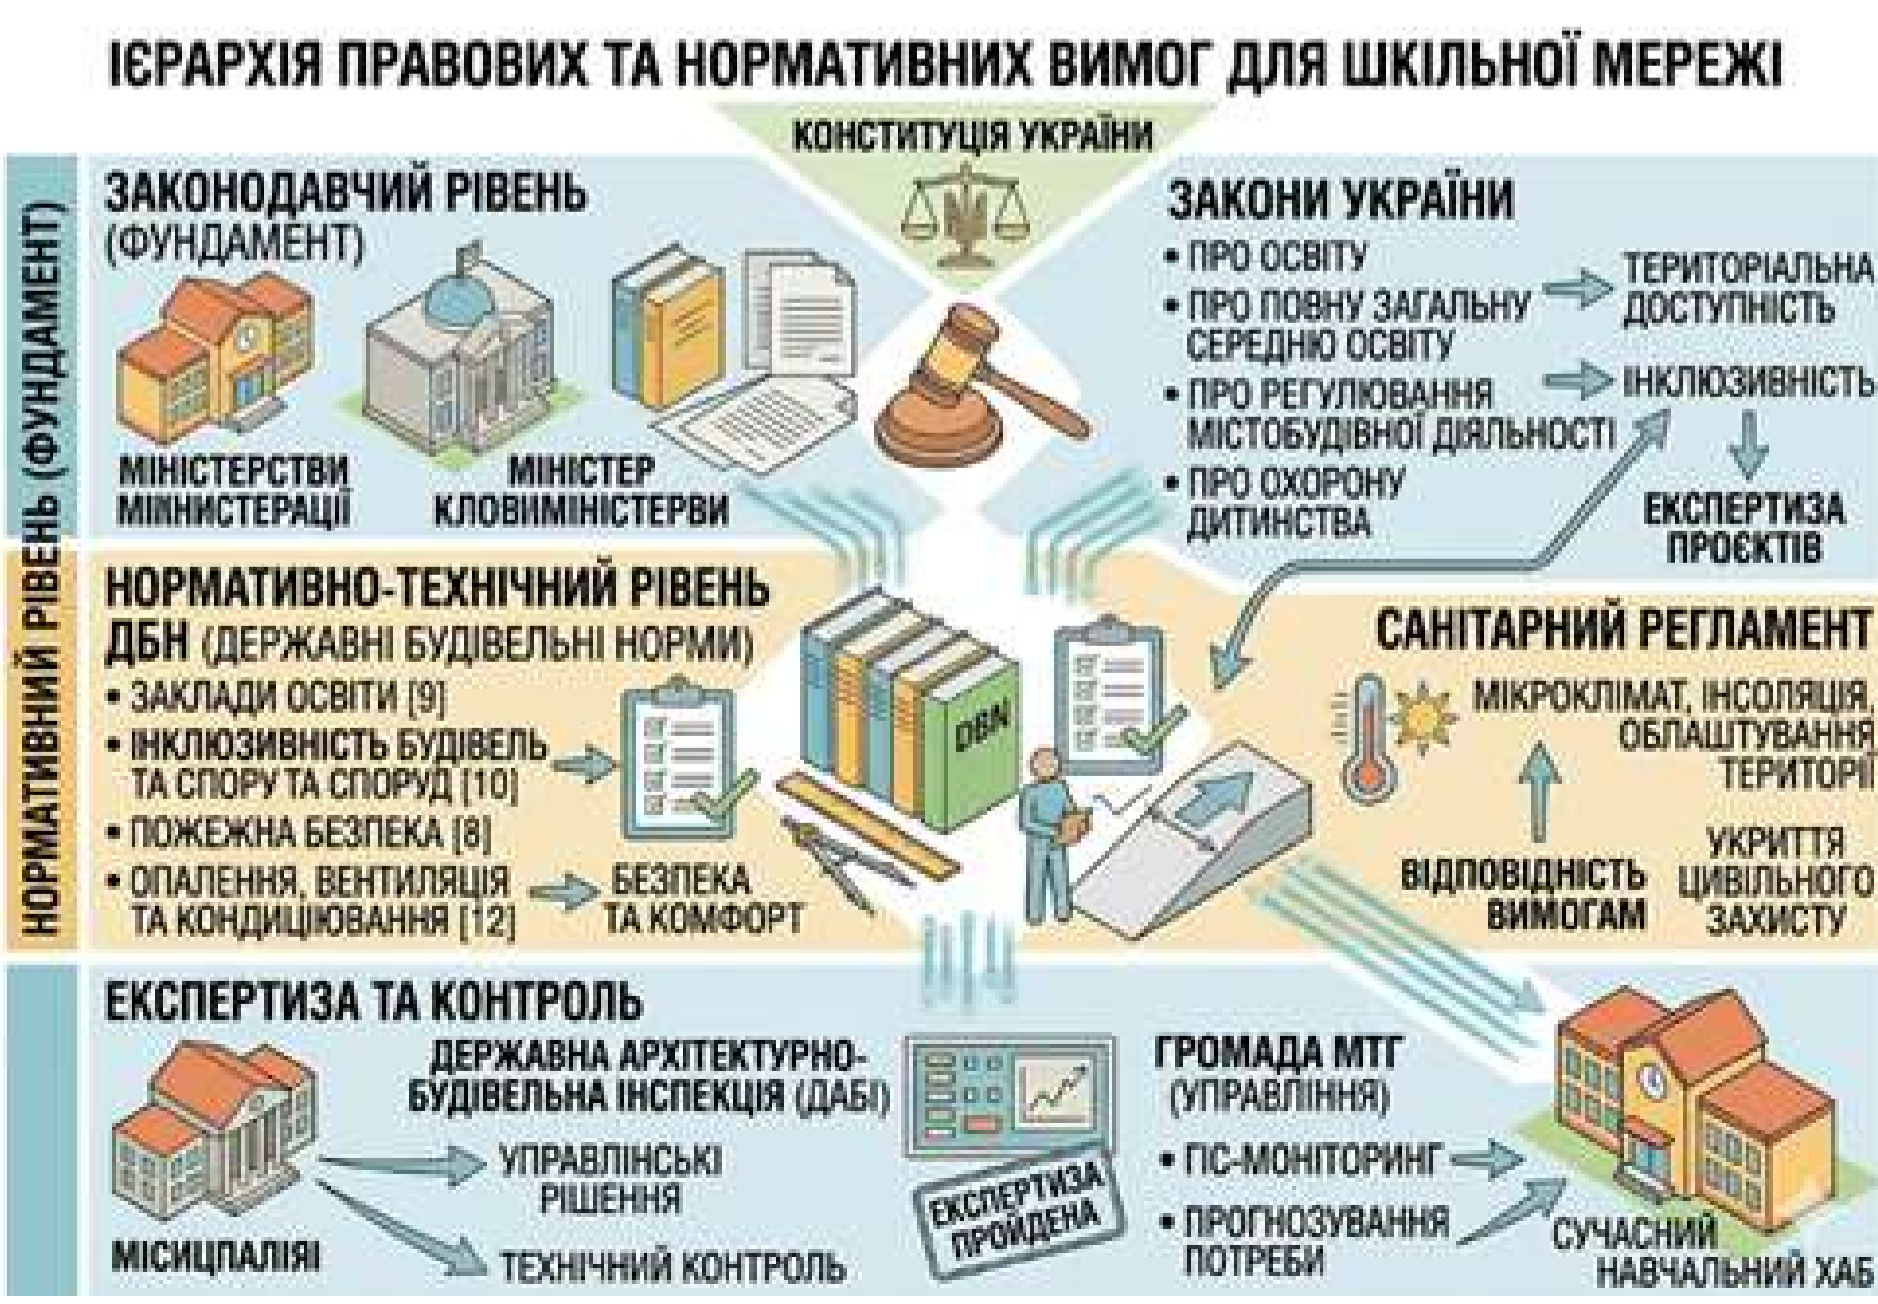 ІЄРАРХІЯ ПРАВОВИХ ТА НОРМАТИВНИХ ВИМОГ ДЛЯ ШКІЛЬНОЇ МЕРЕЖІ
КОНСТИТУЦІЯ УКРАЇНИ
НОРМАТИВНИЙ РІВЕНЬ (ФУНДАМЕНТ)
ЗАКОНОДАВЧИЙ РІВЕНЬ
(ФУНДАМЕНТ)
МІНІСТЕРСТВИ
МІИНИСТЕРАЦІЇ
МІНІСТЕР
КЛОВИМІНІСТЕРВИ
ЗАКОНИ УКРАЇНИ
• ПРО ОСВІТУ
• ПРО ПОВНУ ЗАГАЛЬНУ
СЕРЕДНЮ ОСВІТУ
• ПРО РЕГУЛЮВАННЯ
МІСТОБУДІВНОЇ ДІЯЛЬНОСТІ
• ПРО ОХОРОНУ
ДИТИНСТВА
ТЕРИТОРІАЛЬНА
ДОСТУПНІСТЬ
ІНКЛЮЗИВНІСТЬ
ЕКСПЕРТИЗА
ПРОЄКТІВ
НОРМАТИВНО-ТЕХНІЧНИЙ РІВЕНЬ
ДБН (ДЕРЖАВНІ БУДІВЕЛЬНІ НОРМИ)
• ЗАКЛАДИ ОСВІТИ [9]
• ІНКЛЮЗИВНІСТЬ БУДІВЕЛЬ
ТА СПОРУ ТА СПОРУД [10]
• ПОЖЕЖНА БЕЗПЕКА [8]
• ОПАЛЕННЯ, ВЕНТИЛЯЦІЯ
ТА КОНДИЦІЮВАННЯ [12]
БЕЗПЕКА
ТА КОМФОРТ
DBN
САНІТАРНИЙ РЕГЛАМЕНТ
МІКРОКЛІМАТ, ІНСОЛЯЦІЯ,
ОБЛАШТУВАННЯ
ТЕРИТОРІЇ
ВІДПОВІДНІСТЬ
ВИМОГАМ
УКРИТТЯ
ЦИВІЛЬНОГО
ЗАХИСТУ
ЕКСПЕРТИЗА ТА КОНТРОЛЬ
ДЕРЖАВНА АРХІТЕКТУРНО-
БУДІВЕЛЬНА ІНСПЕКЦІЯ (ДАБІ)
УПРАВЛІНСЬКІ
РІШЕННЯ
ТЕХНІЧНИЙ КОНТРОЛЬ
МІСИЦПАЛІЯІ
ЕКСПЕРТИЗА
ПРОЙДЕНА
ГРОМАДА МТГ
(УПРАВЛІННЯ)
• ГІС-МОНІТОРИНГ
• ПРОГНОЗУВАННЯ
ПОТРЕБИ
СУЧАСНИЙ
НАВЧАЛЬНИЙ ХАБ